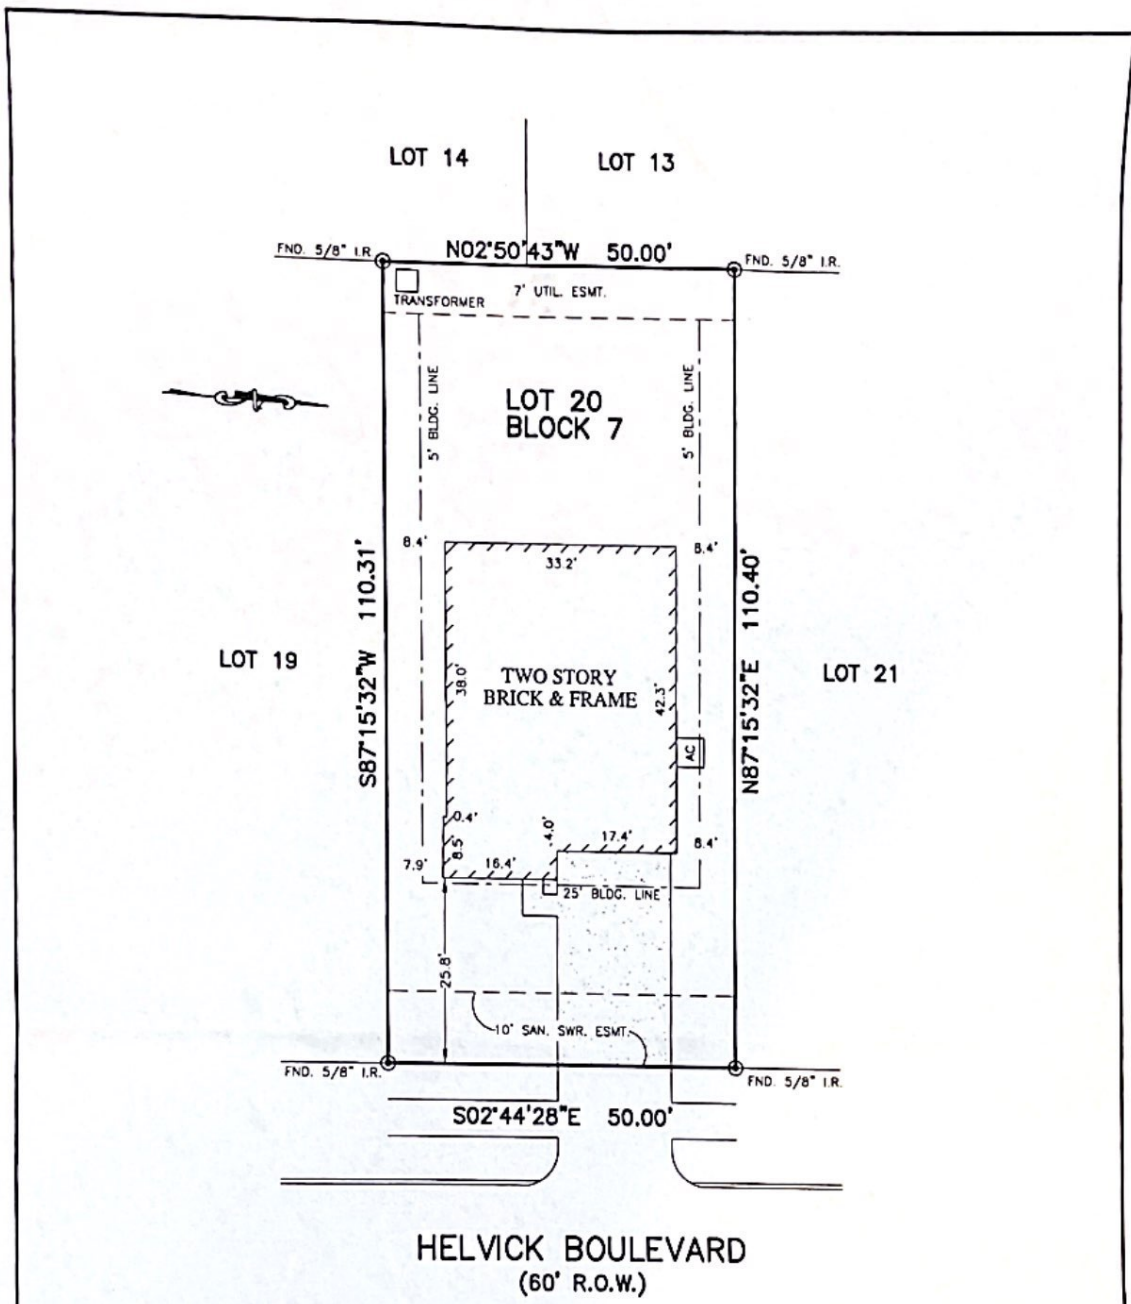 LOT 14
LOT 13
FND. 5/8" I.R.
N02°50'43"W 50.00'
FND. 5/8" I.R.
TRANSFORMER
7' UTIL. ESMT.
5' BLDG. LINE
LOT 20
BLOCK 7
5' BLDG. LINE
8.4'
33.2'
8.4'
S87°15'32"W 110.31'
N87°15'32"E 110.40'
LOT 19
38.0'
TWO STORY
BRICK & FRAME
42.3'
LOT 21
AC
0.4'
4.0'
17.4'
8.4'
7.9'
8.5'
16.4'
25' BLDG. LINE
25.8'
10' SAN. SWR. ESMT.
FND. 5/8" I.R.
FND. 5/8" I.R.
S02°44'28"E 50.00'
HELVICK BOULEVARD
(60' R.O.W.)